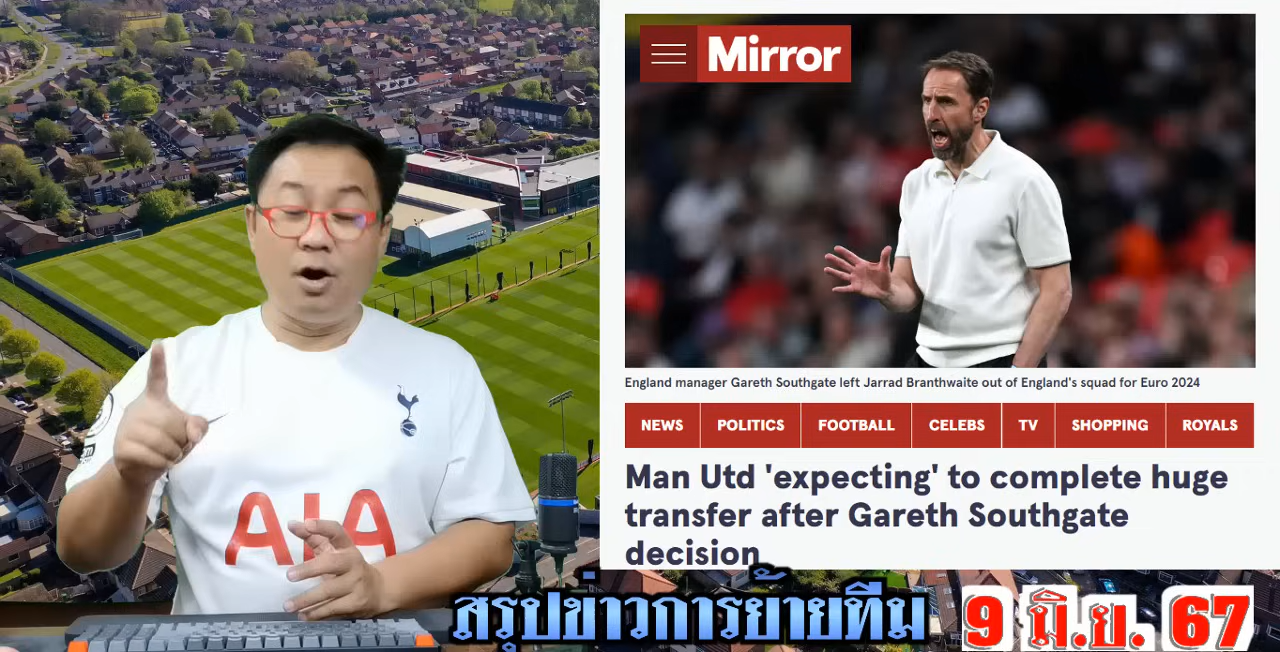 Mirror
AIA
England manager Gareth Southgate left Jarrad Branthwaite out of England's squad for Euro 2024
NEWS
POLITICS
FOOTBALL
CELEBS
TV
SHOPPING
ROYALS
Man Utd 'expecting' to complete huge
transfer after Gareth Southgate
decision
สรุปข่าวการย้ายทีม
9 มิ.ย. 67